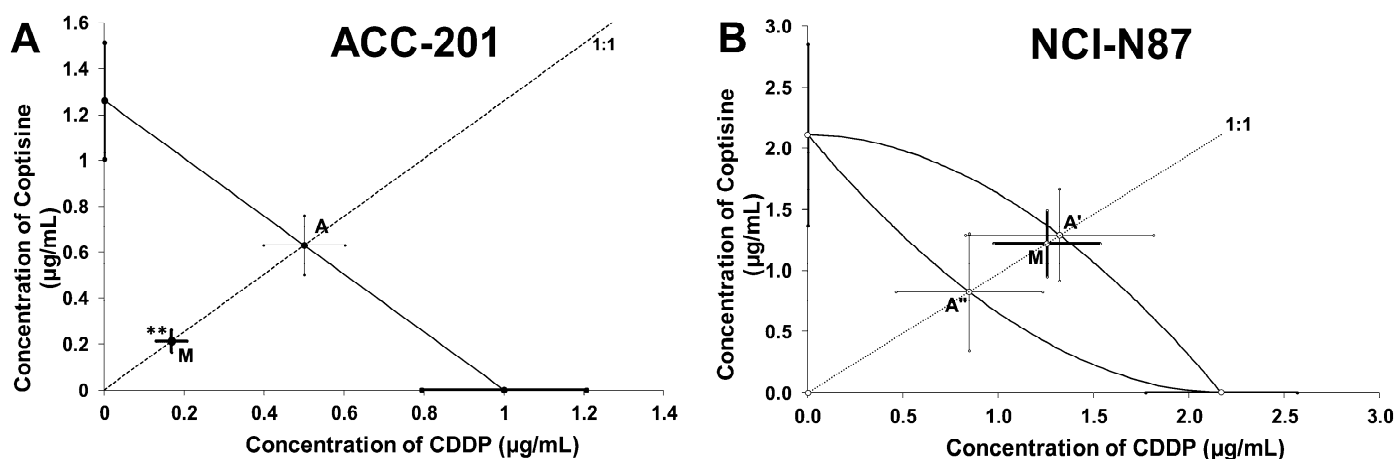 A
ACC-201
1.6
1.4
1.2
1
0.8
0.6
0.4
0.2
0
Concentration of Coptisine
(µg/mL)
1:1
A
**
M
0
0.2
0.4
0.6
0.8
1
1.2
1.4
Concentration of CDDP (µg/mL)
B
NCI-N87
3.0
2.5
2.0
1.5
1.0
0.5
0.0
Concentration of Coptisine
(µg/mL)
1:1
A'
M
A"
0.0
0.5
1.0
1.5
2.0
2.5
3.0
Concentration of CDDP (µg/mL)